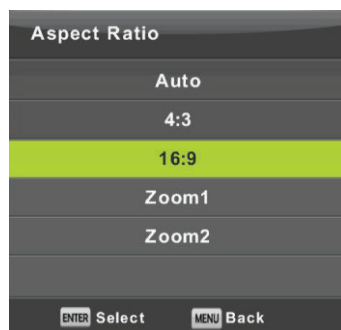 Aspect Ratio
Auto
4:3
16:9
Zoom1
Zoom2
ENTER Select MENU Back